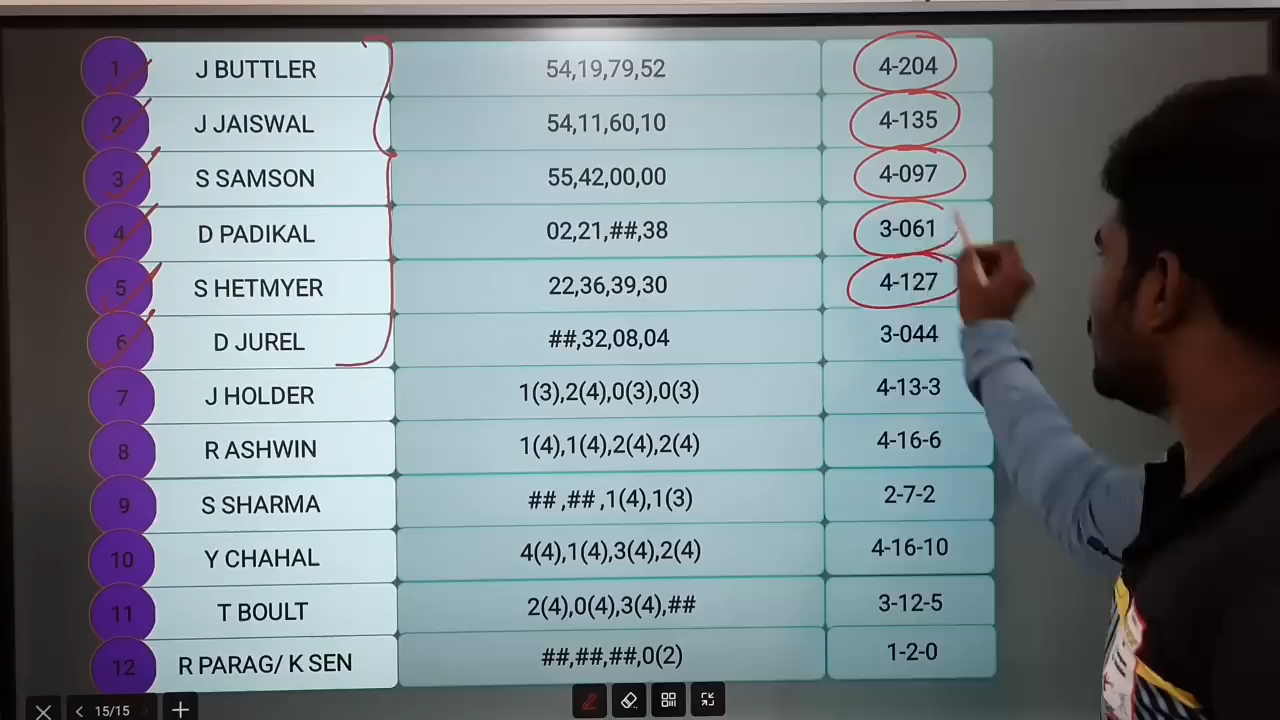 1 J BUTTLER 54,19,79,52 4-204
2 J JAISWAL 54,11,60,10 4-135
3 S SAMSON 55,42,00,00 4-097
4 D PADIKAL 02,21,##,38 3-061
5 S HETMYER 22,36,39,30 4-127
6 D JUREL ##,32,08,04 3-044
7 J HOLDER 1(3),2(4),0(3),0(3) 4-13-3
8 R ASHWIN 1(4),1(4),2(4),2(4) 4-16-6
9 S SHARMA ## ,## ,1(4),1(3) 2-7-2
10 Y CHAHAL 4(4),1(4),3(4),2(4) 4-16-10
11 T BOULT 2(4),0(4),3(4),## 3-12-5
12 R PARAG/ K SEN ##,##,##,0(2) 1-2-0
15/15